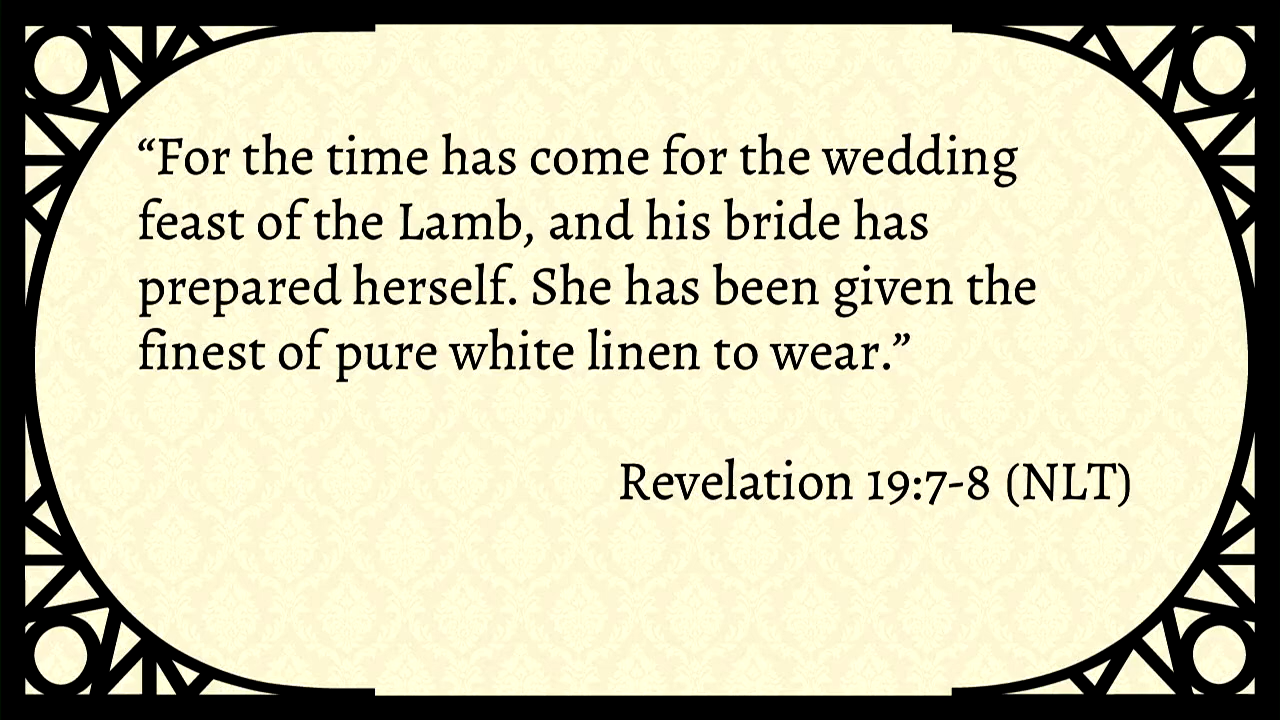 “For the time has come for the wedding
feast of the Lamb, and his bride has
prepared herself. She has been given the
finest of pure white linen to wear.”
Revelation 19:7-8 (NLT)